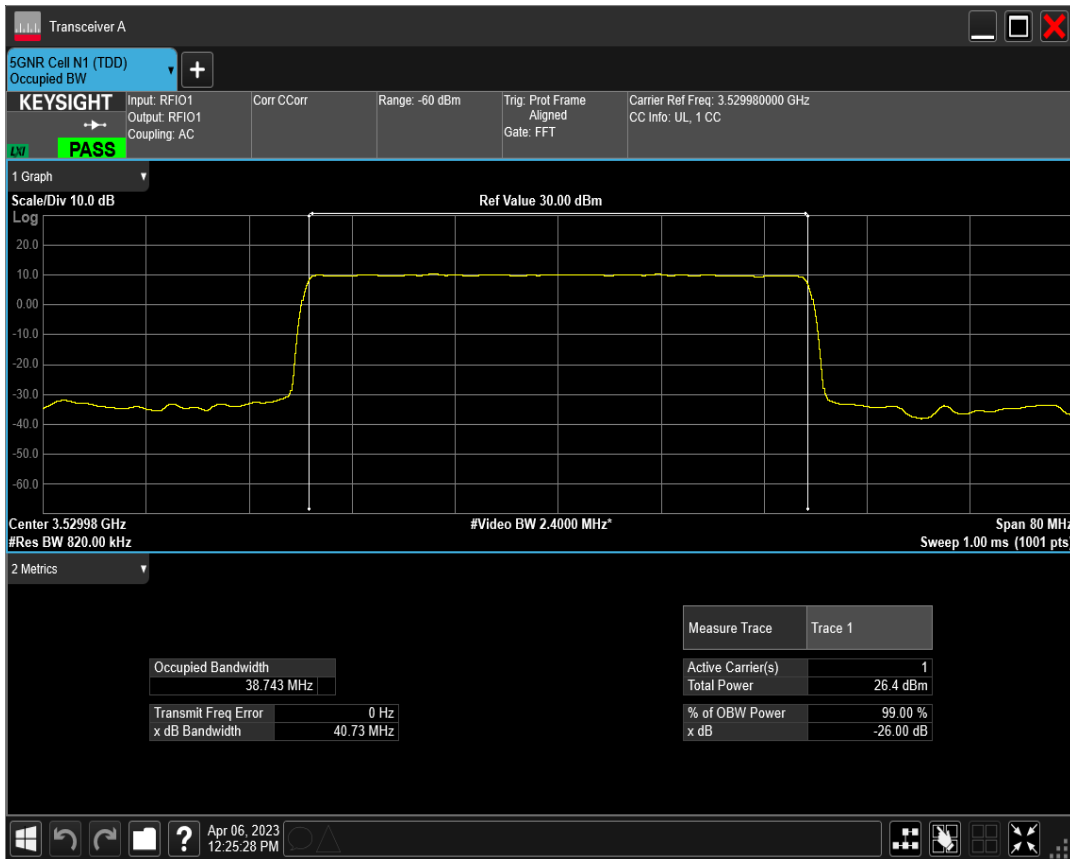 Transceiver A
5GNR Cell N1 (TDD)
Occupied BW
+
KEYSIGHT
LXI
PASS
Input: RFIO1
Output: RFIO1
Coupling: AC
Corr CCorr
Range: -60 dBm
Trig: Prot Frame
Aligned
Gate: FFT
Carrier Ref Freq: 3.529980000 GHz
CC Info: UL, 1 CC
1 Graph
Scale/Div 10.0 dB
Ref Value 30.00 dBm
Log
20.0
10.0
0.00
-10.0
-20.0
-30.0
-40.0
-50.0
-60.0
Center 3.52998 GHz
#Video BW 2.4000 MHz*
Span 80 MHz
#Res BW 820.00 kHz
Sweep 1.00 ms (1001 pts)
2 Metrics
Measure Trace Trace 1
Occupied Bandwidth
38.743 MHz
Active Carrier(s) 1
Total Power 26.4 dBm
Transmit Freq Error 0 Hz
x dB Bandwidth 40.73 MHz
% of OBW Power 99.00 %
x dB -26.00 dB
?
Apr 06, 2023
12:25:28 PM